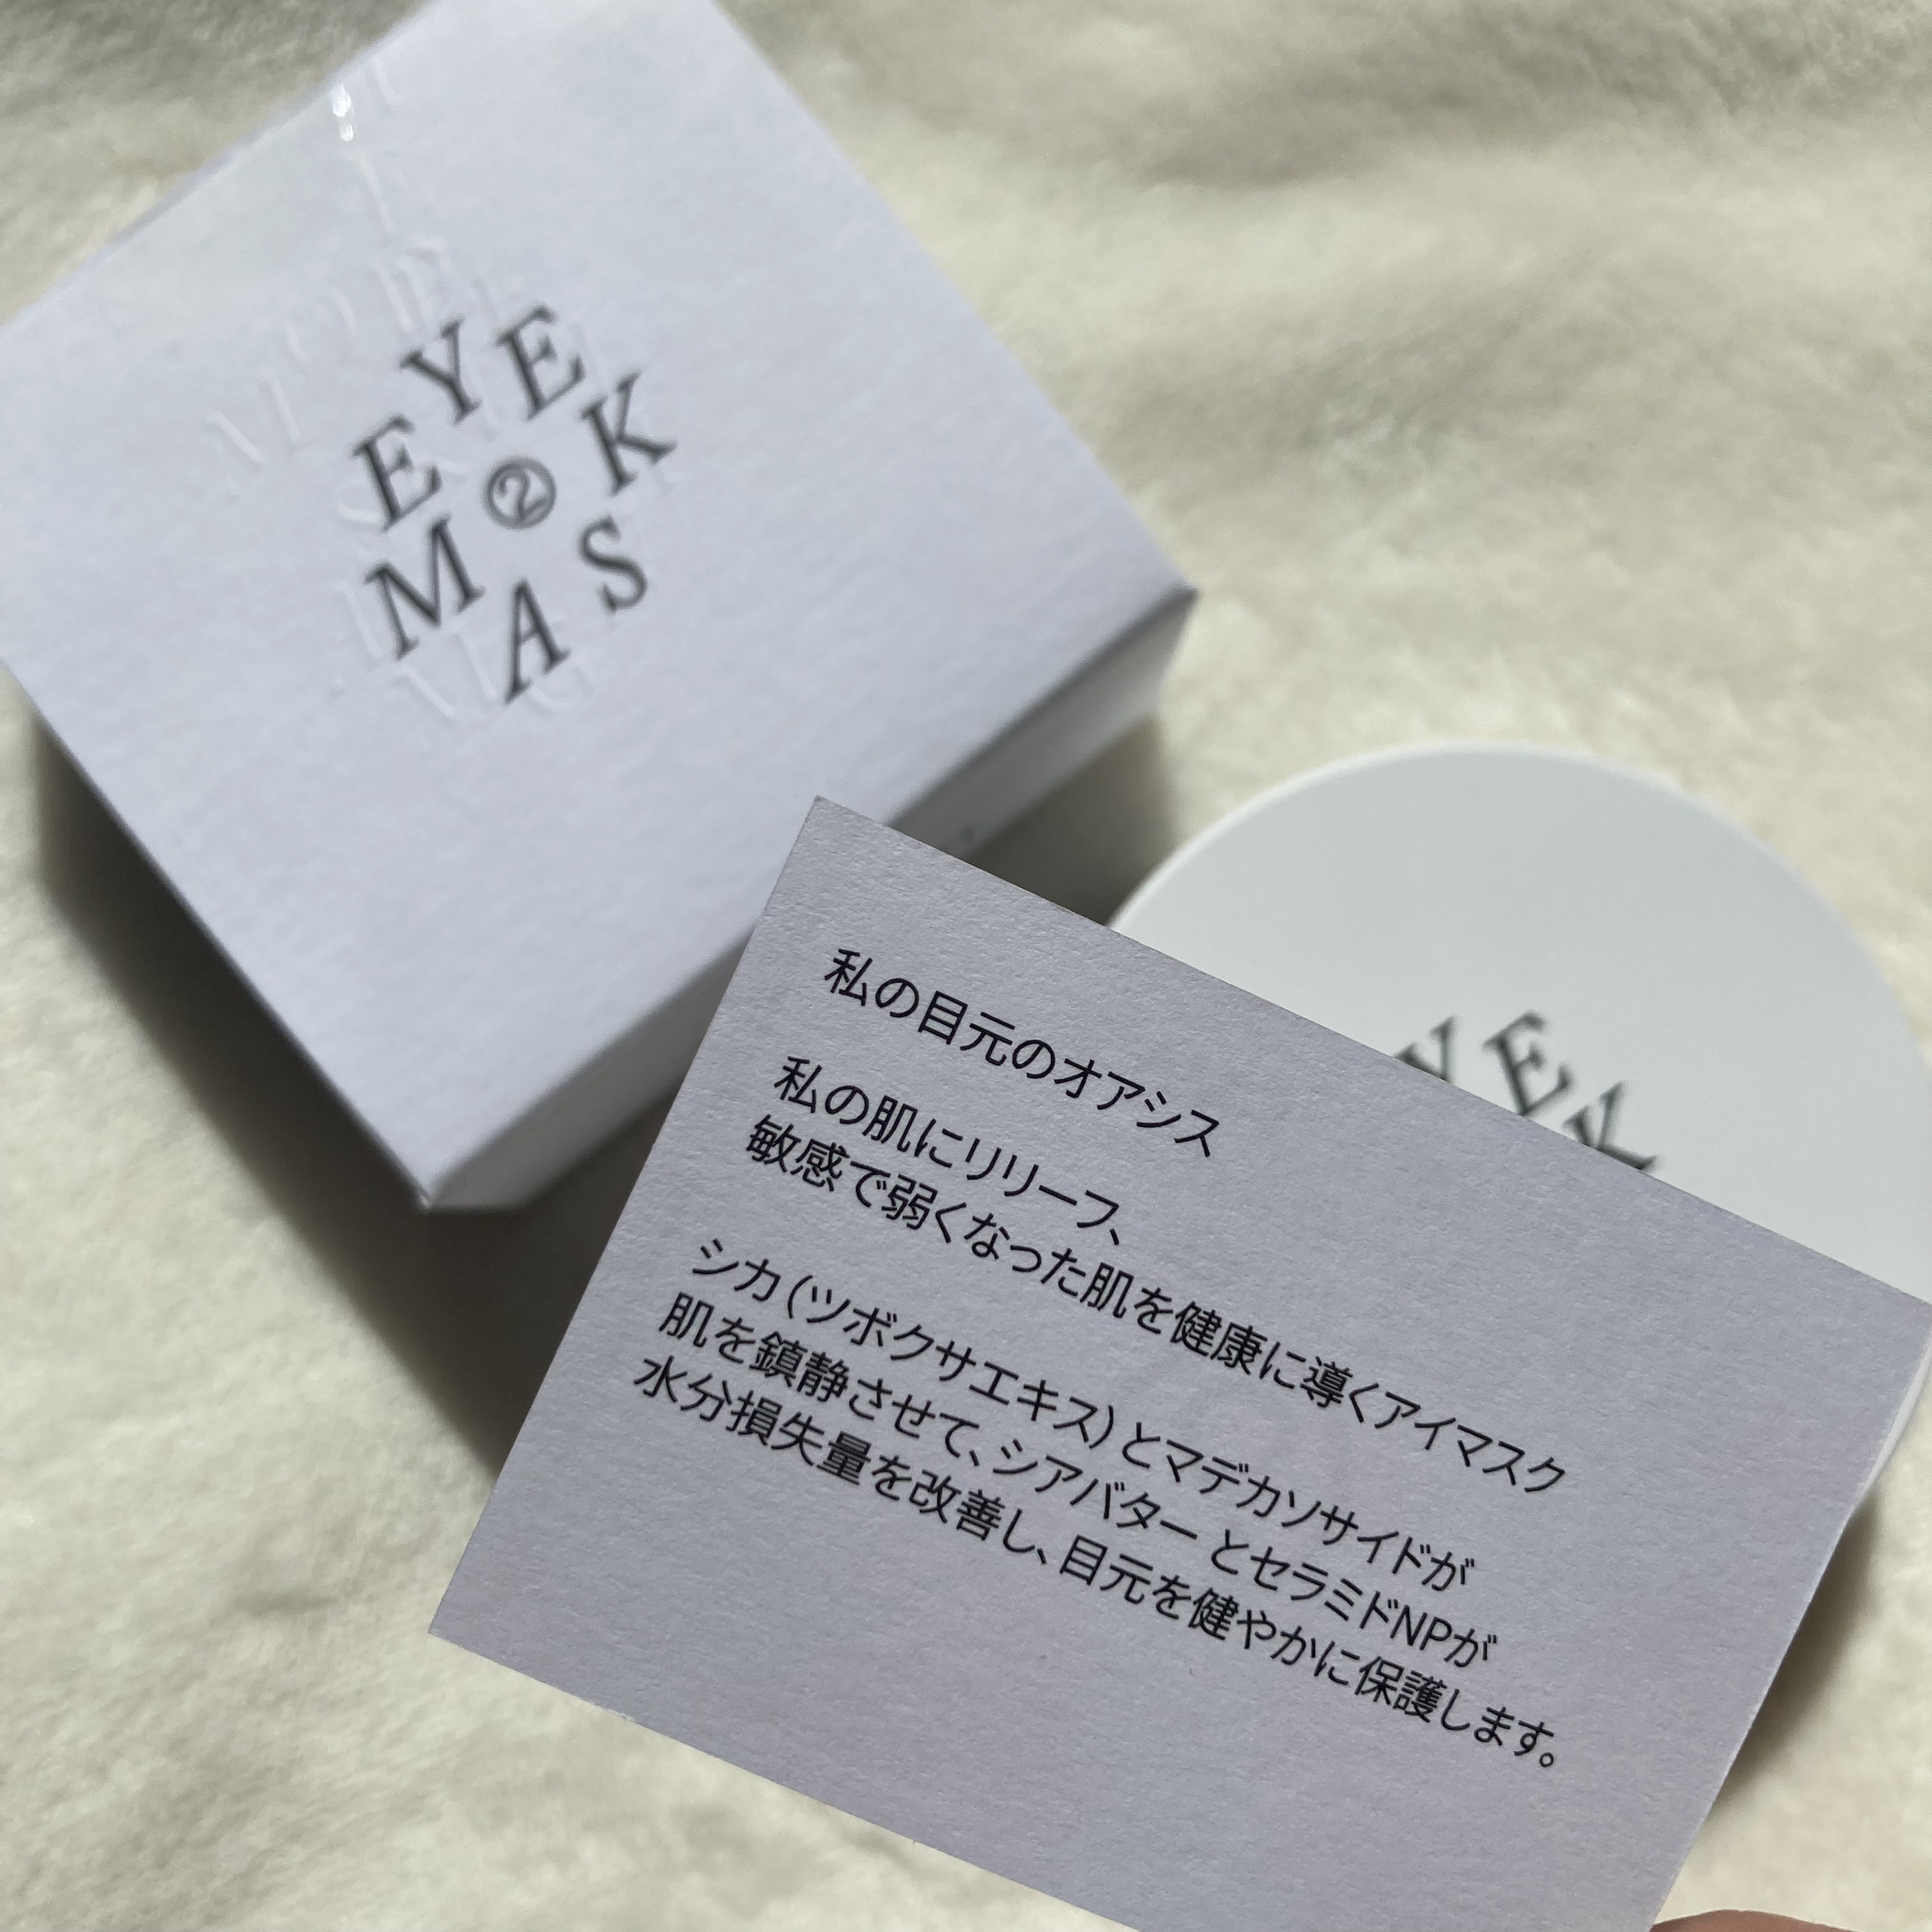 EYE
②
MASK
私の目元のオアシス
私の肌にリリーフ、
敏感で弱くなった肌を健康に導くアイマスク
シカ（ツボクサエキス）とマデカソサイドが
肌を鎮静させて、シアバター とセラミドNPが
水分損失量を改善し、目元を健やかに保護します。
YEK